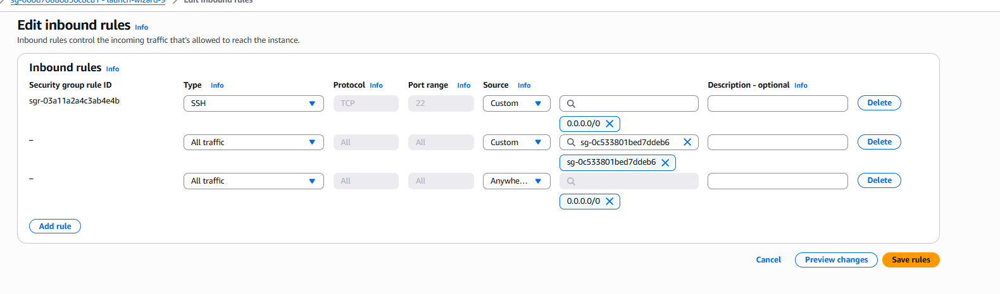 Edit inbound rules
Edit inbound rules Info
Inbound rules control the incoming traffic that's allowed to reach the instance.
Inbound rules Info
Security group rule ID Type Info Protocol Info Port range Info Source Info Description - optional Info
sgr-03a11a2a4c3ab4e4b SSH TCP 22 Custom Delete
0.0.0.0/0
– All traffic All All Custom sg-0c533801bed7ddeb6 Delete
sg-0c533801bed7ddeb6
– All traffic All All Anywhe... Delete
0.0.0.0/0
Add rule
Cancel Preview changes Save rules